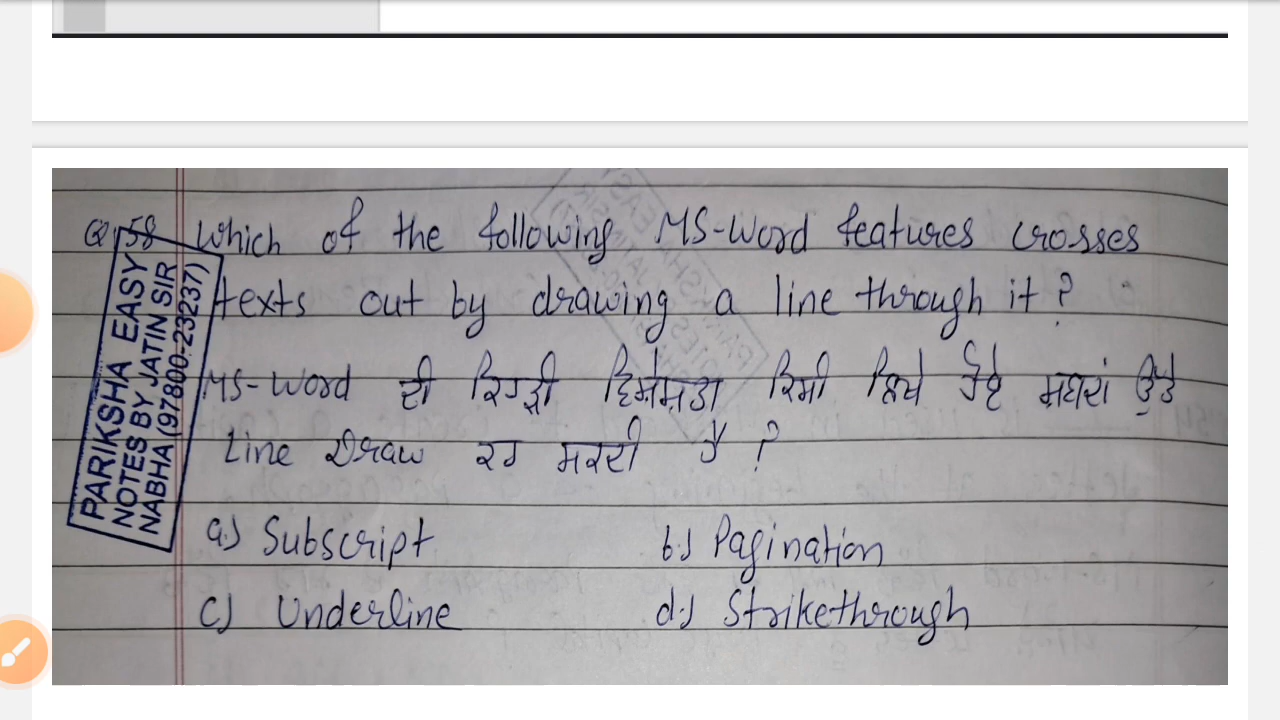 Q.58 Which of the following MS-Word features crosses
texts out by drawing a line through it?
MS-Word ਦੀ ਕਿਹੜੀ ਵਿਸ਼ੇਸ਼ਤਾ ਕਿਸੀ ਲਿਖੇ ਹੋਏ ਸ਼ਬਦਾਂ ਉੱਤੇ
Line Draw ਕਰ ਸਕਦੀ ਹੈ ?
a.) Subscript
b.) Pagination
c.) Underline
d.) Strikethrough
PARIKSHA EASY
NOTES BY JATIN SIR
NABHA (97800-23237)